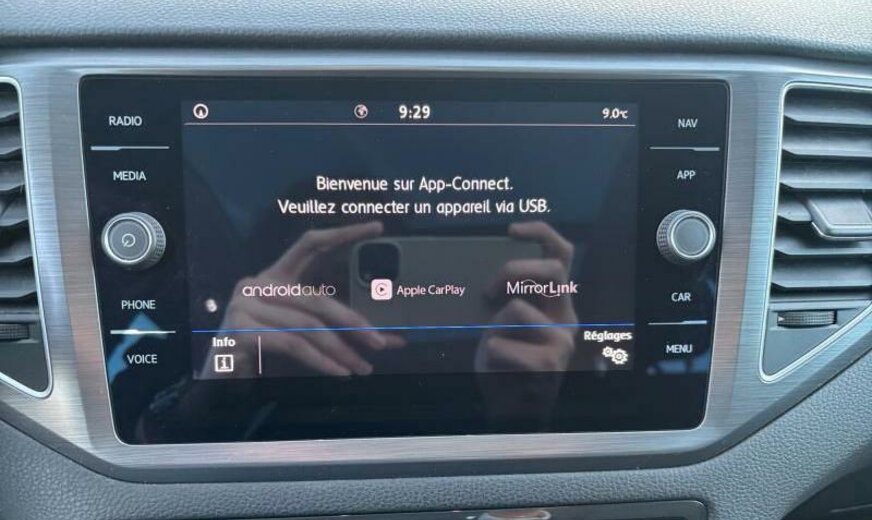 RADIO
MEDIA
PHONE
VOICE
9:29
9.0°C
Bienvenue sur App-Connect.
Veuillez connecter un appareil via USB.
androidauto
Apple CarPlay
MirrorLink
Info
i
Réglages
NAV
APP
CAR
MENU